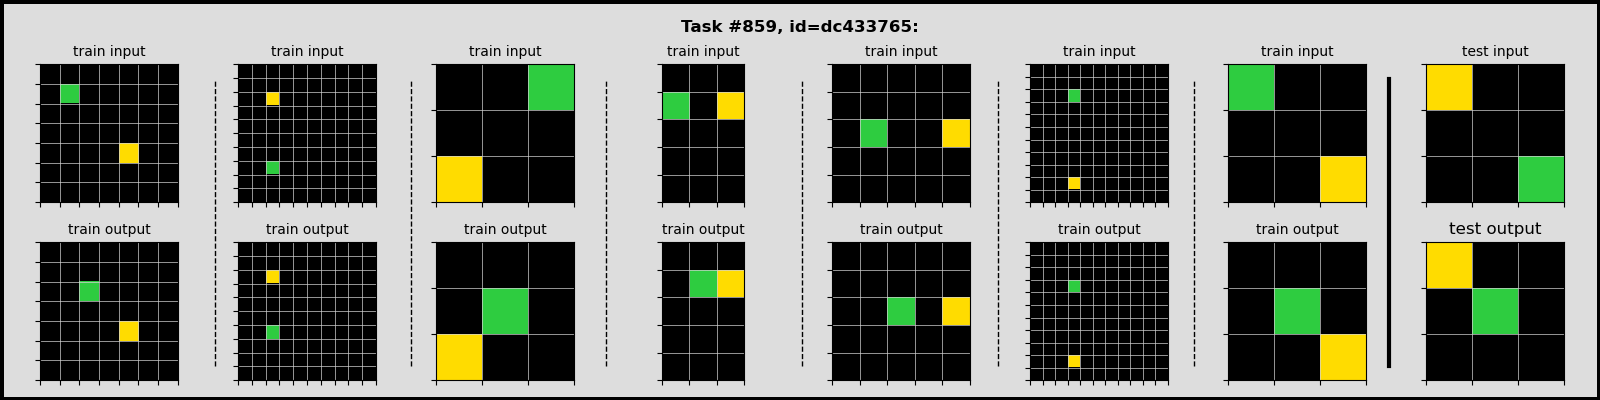 Task #859, id=dc433765:
train input train input train input train input train input train input train input test input
train output train output train output train output train output train output train output test output